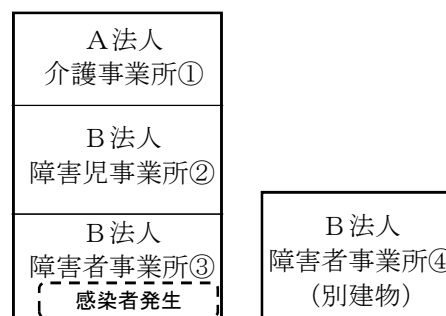 A法人
介護事業所①
B法人
障害児事業所②
B法人
障害者事業所③
感染者発生
B法人
障害者事業所④
(別建物)